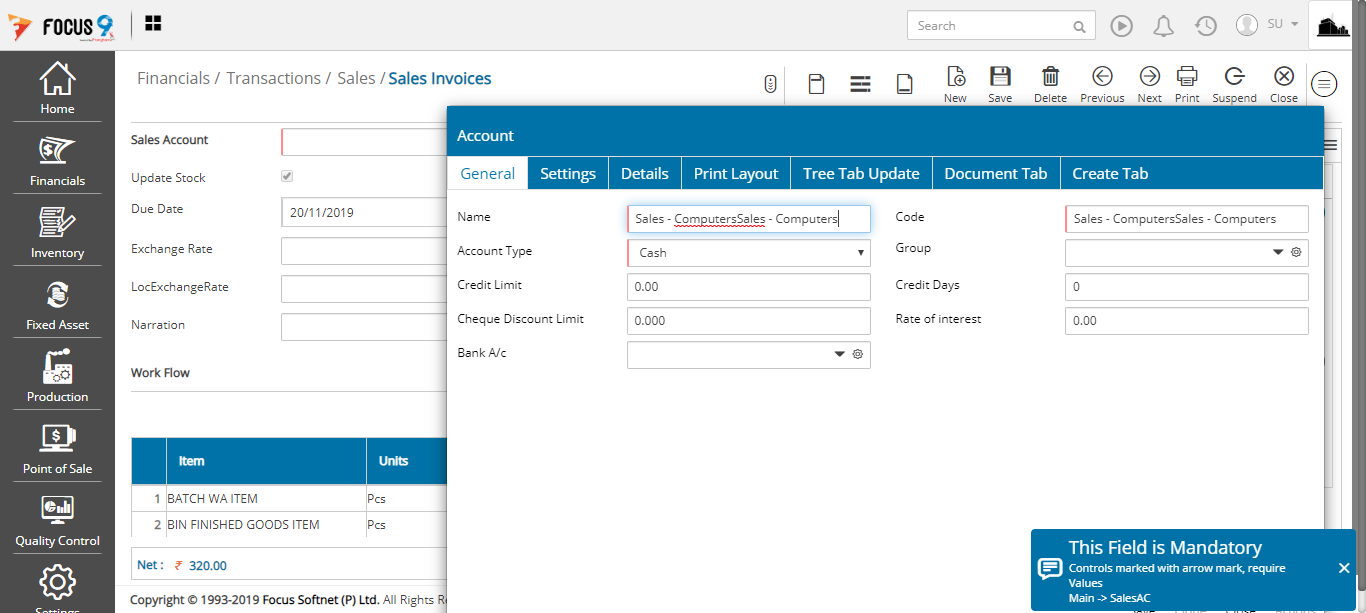 FOCUS 9
Search
SU
Home
Financials
Inventory
Fixed Asset
Production
Point of Sale
Quality Control
Settings
Financials / Transactions / Sales / Sales Invoices
New
Save
Delete
Previous
Next
Print
Suspend
Close
Sales Account
Update Stock
Due Date
20/11/2019
Exchange Rate
LocExchangeRate
Narration
Work Flow
Item Units
1 BATCH WA ITEM Pcs
2 BIN FINISHED GOODS ITEM Pcs
Net : ₹ 320.00
Copyright © 1993-2019 Focus Softnet (P) Ltd. All Rights
Account
General
Settings
Details
Print Layout
Tree Tab Update
Document Tab
Create Tab
Name Sales - ComputersSales - Computers
Code Sales - ComputersSales - Computers
Account Type Cash
Group
Credit Limit 0.00
Credit Days 0
Cheque Discount Limit 0.000
Rate of interest 0.00
Bank A/c
This Field is Mandatory
Controls marked with arrow mark, require
Values
Main -> SalesAC